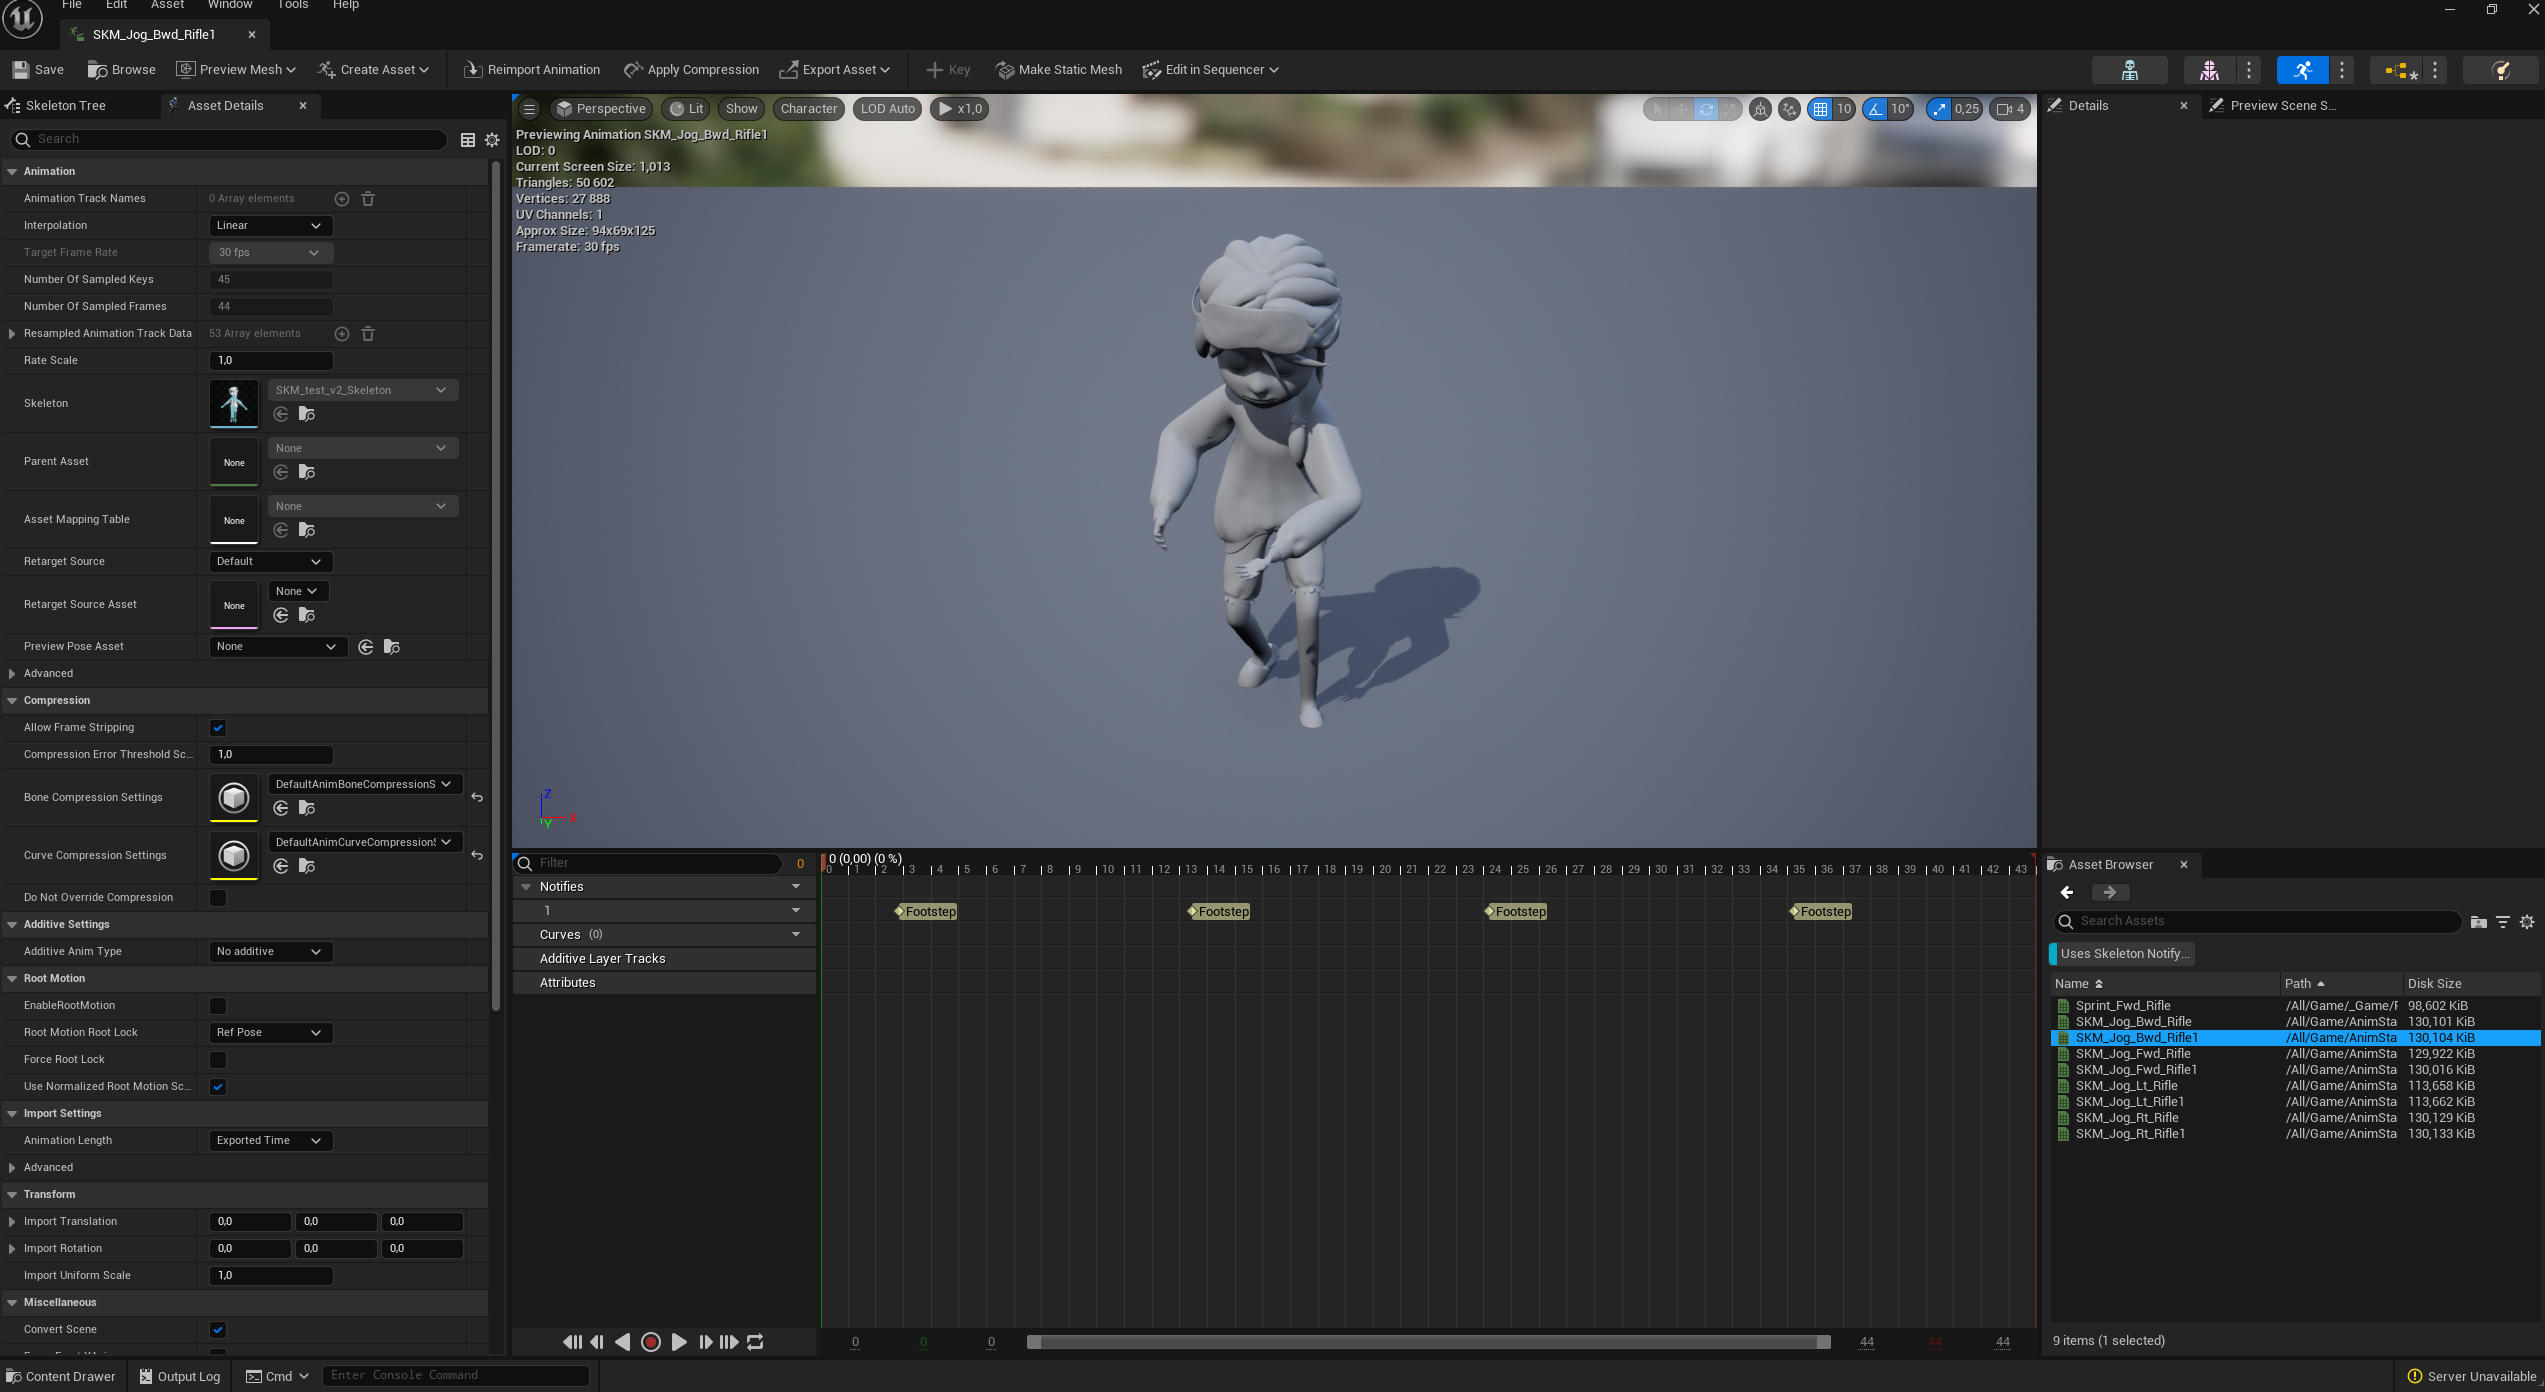 File Edit Asset Window Tools Help
SKM_Jog_Bwd_Rifle1
Save Browse Preview Mesh Create Asset Reimport Animation Apply Compression Export Asset Key Make Static Mesh Edit in Sequencer
Skeleton Tree Asset Details
Search
Animation
Animation Track Names 0 Array elements
Interpolation Linear
Target Frame Rate 30 fps
Number Of Sampled Keys 45
Number Of Sampled Frames 44
Resampled Animation Track Data 53 Array elements
Rate Scale 1,0
Skeleton SKM_test_v2_Skeleton
Parent Asset None None
Asset Mapping Table None None
Retarget Source Default
Retarget Source Asset None None
Preview Pose Asset None
Advanced
Compression
Allow Frame Stripping
Compression Error Threshold Sc... 1,0
Bone Compression Settings DefaultAnimBoneCompressionS
Curve Compression Settings DefaultAnimCurveCompression
Do Not Override Compression
Additive Settings
Additive Anim Type No additive
Root Motion
EnableRootMotion
Root Motion Root Lock Ref Pose
Force Root Lock
Use Normalized Root Motion Sc...
Import Settings
Animation Length Exported Time
Advanced
Transform
Import Translation 0,0 0,0 0,0
Import Rotation 0,0 0,0 0,0
Import Uniform Scale 1,0
Miscellaneous
Convert Scene
Perspective Lit Show Character LOD Auto x1,0 10 10° 0,25 4
Previewing Animation SKM_Jog_Bwd_Rifle1
LOD: 0
Current Screen Size: 1,013
Triangles: 50 602
Vertices: 27 888
UV Channels: 1
Approx Size: 94x69x125
Framerate: 30 fps
Z
X
Y
Filter 0
0 (0,00) (0 %)
0 1 2 3 4 5 6 7 8 9 10 11 12 13 14 15 16 17 18 19 20 21 22 23 24 25 26 27 28 29 30 31 32 33 34 35 36 37 38 39 40 41 42 43
Notifies
1 Footstep Footstep Footstep Footstep
Curves (0)
Additive Layer Tracks
Attributes
0 0 0 44 44 44
Details Preview Scene S...
Asset Browser
Search Assets
Uses Skeleton Notify...
Name Path Disk Size
Sprint_Fwd_Rifle /All/Game/_Game/ 98,602 KiB
SKM_Jog_Bwd_Rifle /All/Game/AnimSta 130,101 KiB
SKM_Jog_Bwd_Rifle1 /All/Game/AnimSta 130,104 KiB
SKM_Jog_Fwd_Rifle /All/Game/AnimSta 129,922 KiB
SKM_Jog_Fwd_Rifle1 /All/Game/AnimSta 130,016 KiB
SKM_Jog_Lt_Rifle /All/Game/AnimSta 113,658 KiB
SKM_Jog_Lt_Rifle1 /All/Game/AnimSta 113,662 KiB
SKM_Jog_Rt_Rifle /All/Game/AnimSta 130,129 KiB
SKM_Jog_Rt_Rifle1 /All/Game/AnimSta 130,133 KiB
9 items (1 selected)
Content Drawer Output Log Cmd Enter Console Command Server Unavailable